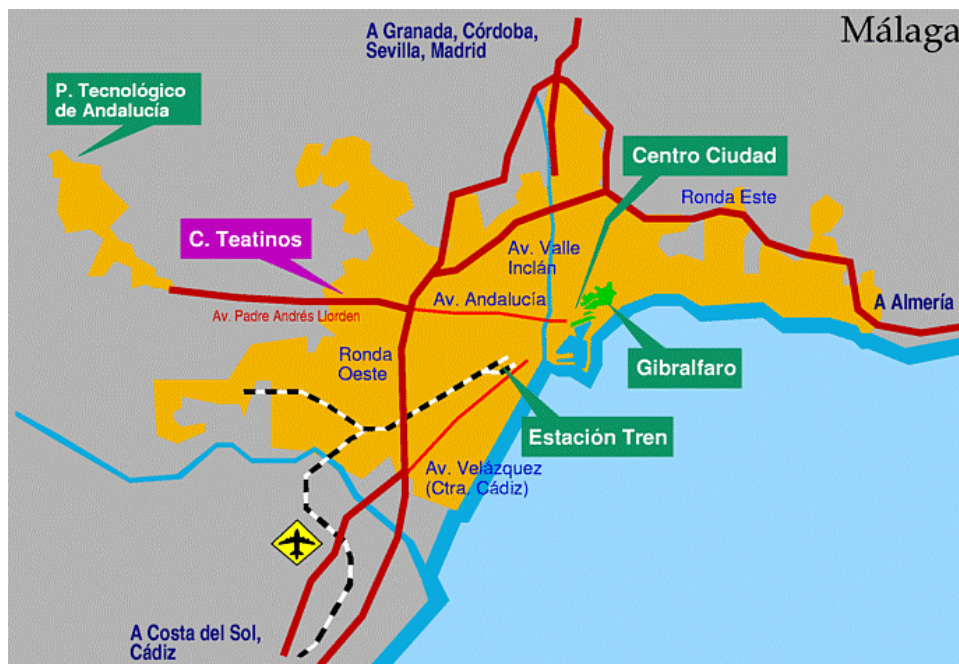 Málaga
A Granada, Córdoba,
Sevilla, Madrid
P. Tecnológico
de Andalucía
Centro Ciudad
Ronda Este
C. Teatinos
Av. Valle
Inclán
Av. Andalucía
A Almería
Av. Padre Andrés Llorden
Ronda
Oeste
Gibralfaro
Estación Tren
Av. Velázquez
(Ctra. Cádiz)
A Costa del Sol,
Cádiz